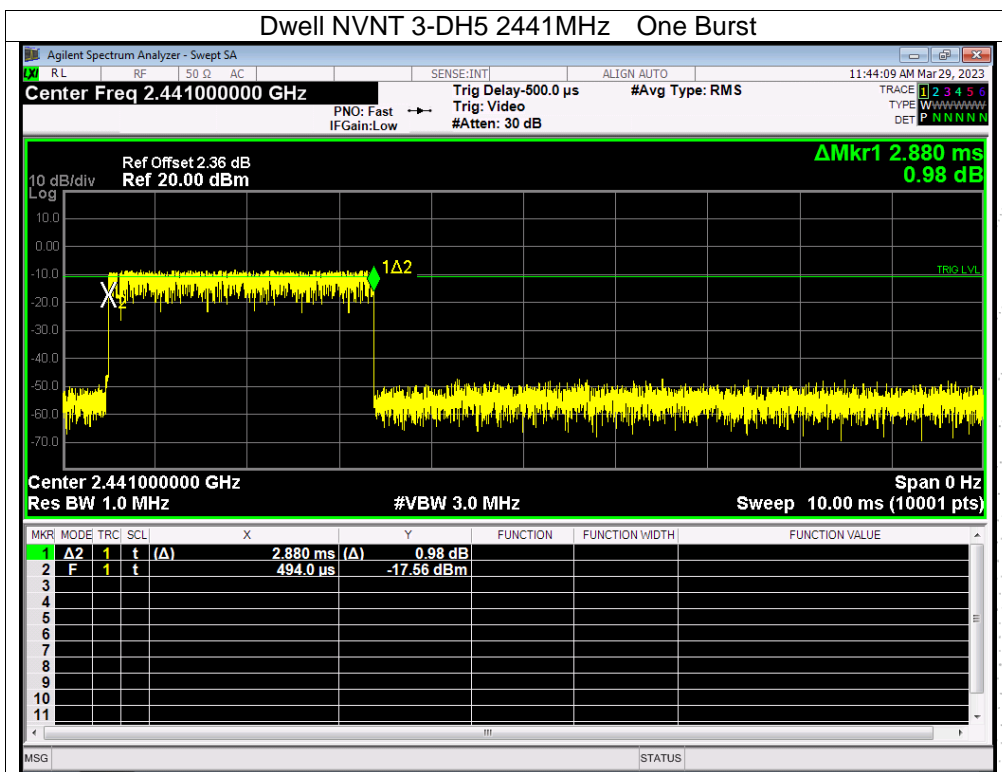 Dwell NVNT 3-DH5 2441MHz One Burst
Agilent Spectrum Analyzer - Swept SA
LXI RL RF 50 Ω AC SENSE:INT ALIGN AUTO 11:44:09 AM Mar 29, 2023
Center Freq 2.441000000 GHz Trig Delay-500.0 µs #Avg Type: RMS TRACE 1 2 3 4 5 6
PNO: Fast Trig: Video TYPE WWWWWW
IFGain:Low #Atten: 30 dB DET P N N N N N
Ref Offset 2.36 dB ΔMkr1 2.880 ms
10 dB/div Ref 20.00 dBm 0.98 dB
Log
10.0
0.00
-10.0 1Δ2 TRIG LVL
-20.0 X2
-30.0
-40.0
-50.0
-60.0
-70.0
Center 2.441000000 GHz Span 0 Hz
Res BW 1.0 MHz #VBW 3.0 MHz Sweep 10.00 ms (10001 pts)
MKR MODE TRC SCL X Y FUNCTION FUNCTION WIDTH FUNCTION VALUE
1 Δ2 1 t (Δ) 2.880 ms (Δ) 0.98 dB
2 F 1 t 494.0 µs -17.56 dBm
3
4
5
6
7
8
9
10
11
MSG STATUS